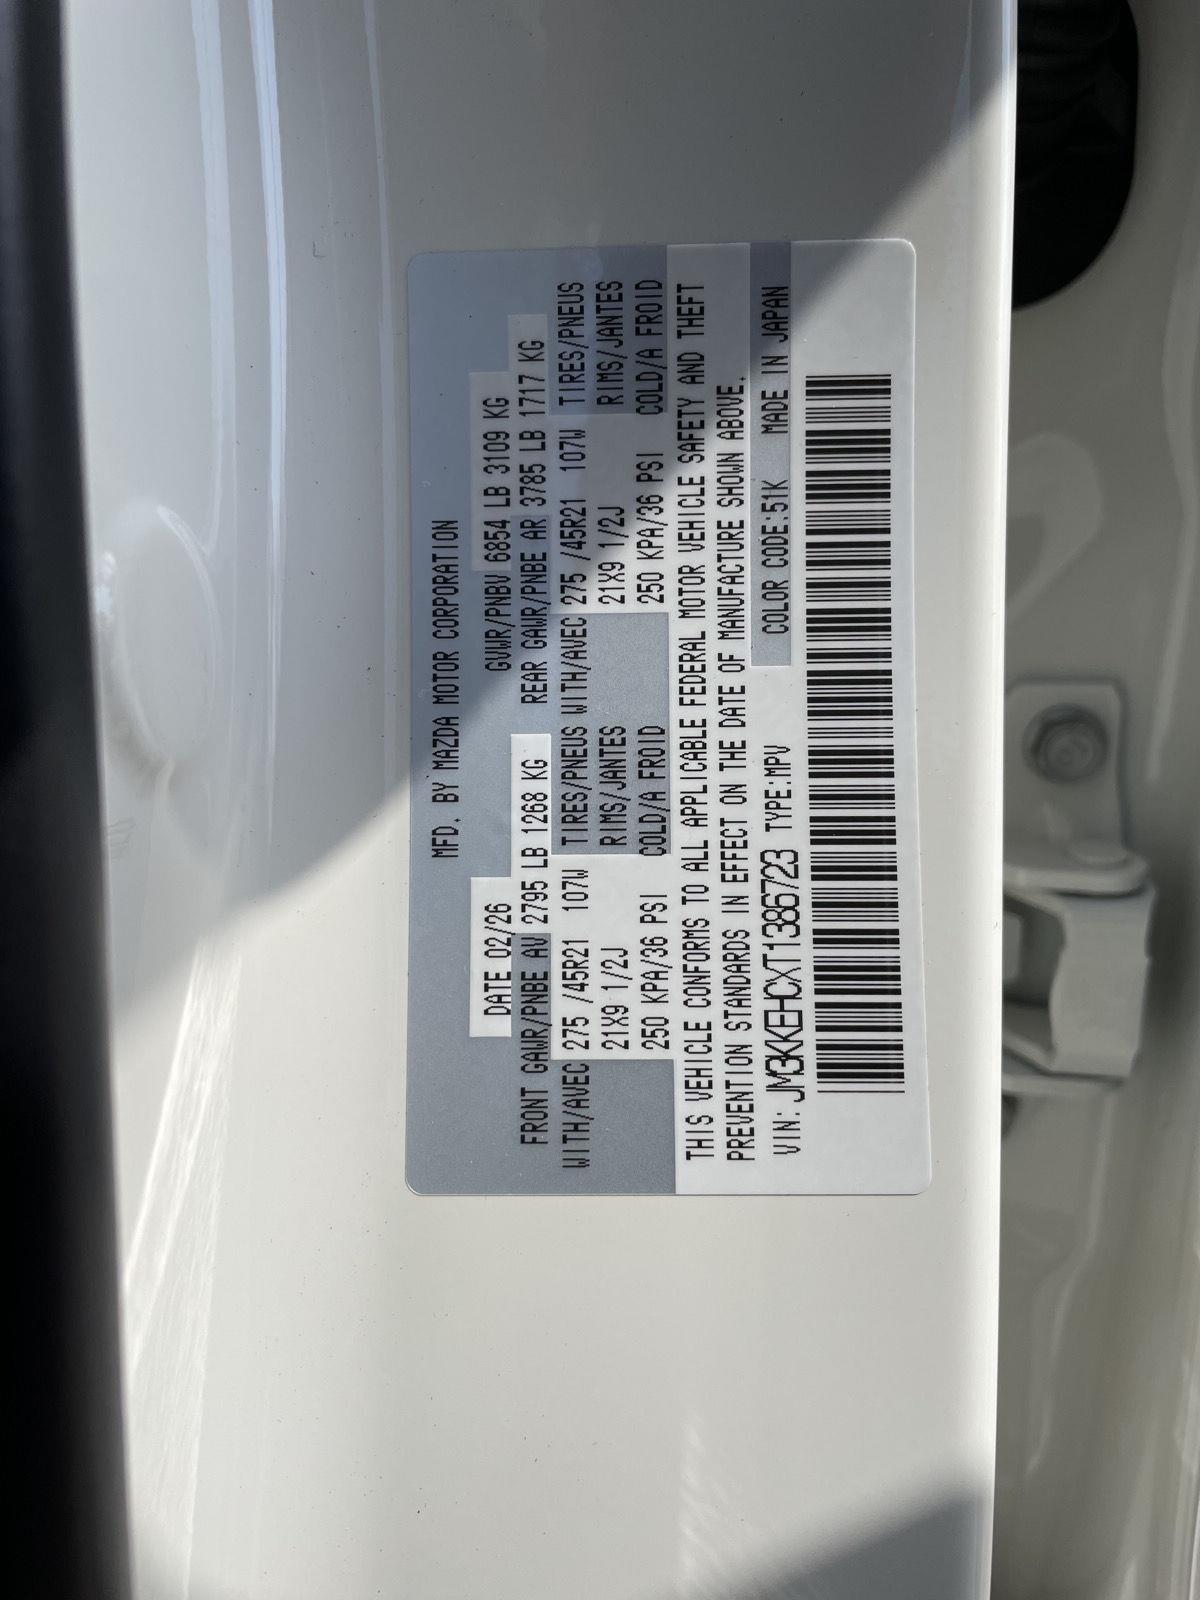 MFD. BY MAZDA MOTOR CORPORATION
DATE 02/26 GVWR/PNBV 6854 LB 3109 KG
FRONT GAWR/PNBE AV 2795 LB 1268 KG REAR GAWR/PNBE AR 3785 LB 1717 KG
WITH/AVEC 275 /45R21 107W TIRES/PNEUS WITH/AVEC 275 /45R21 107W TIRES/PNEUS
21X9 1/2J RIMS/JANTES 21X9 1/2J RIMS/JANTES
250 KPA/36 PSI COLD/A FROID 250 KPA/36 PSI COLD/A FROID
THIS VEHICLE CONFORMS TO ALL APPLICABLE FEDERAL MOTOR VEHICLE SAFETY AND THEFT
PREVENTION STANDARDS IN EFFECT ON THE DATE OF MANUFACTURE SHOWN ABOVE.
VIN: JM3KKEHCXT1386723 TYPE:MPV COLOR CODE:51K MADE IN JAPAN